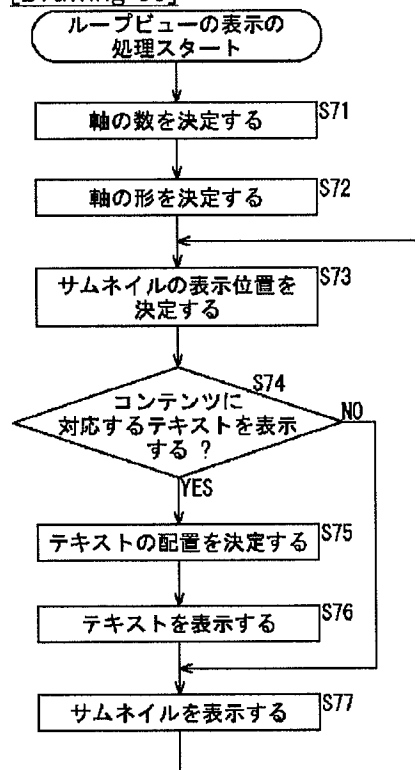 ループビューの表示の
処理スタート
軸の数を決定する
S71
軸の形を決定する
S72
サムネイルの表示位置を
決定する
S73
S74
コンテンツに
対応するテキストを表示
する ?
NO
YES
テキストの配置を決定する
S75
テキストを表示する
S76
サムネイルを表示する
S77